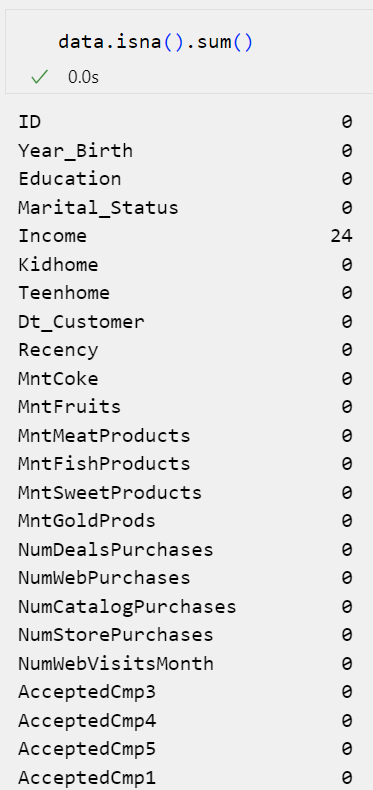 data.isna().sum()
0.0s
ID 0
Year_Birth 0
Education 0
Marital_Status 0
Income 24
Kidhome 0
Teenhome 0
Dt_Customer 0
Recency 0
MntCoke 0
MntFruits 0
MntMeatProducts 0
MntFishProducts 0
MntSweetProducts 0
MntGoldProds 0
NumDealsPurchases 0
NumWebPurchases 0
NumCatalogPurchases 0
NumStorePurchases 0
NumWebVisitsMonth 0
AcceptedCmp3 0
AcceptedCmp4 0
AcceptedCmp5 0
AcceptedCmp1 0